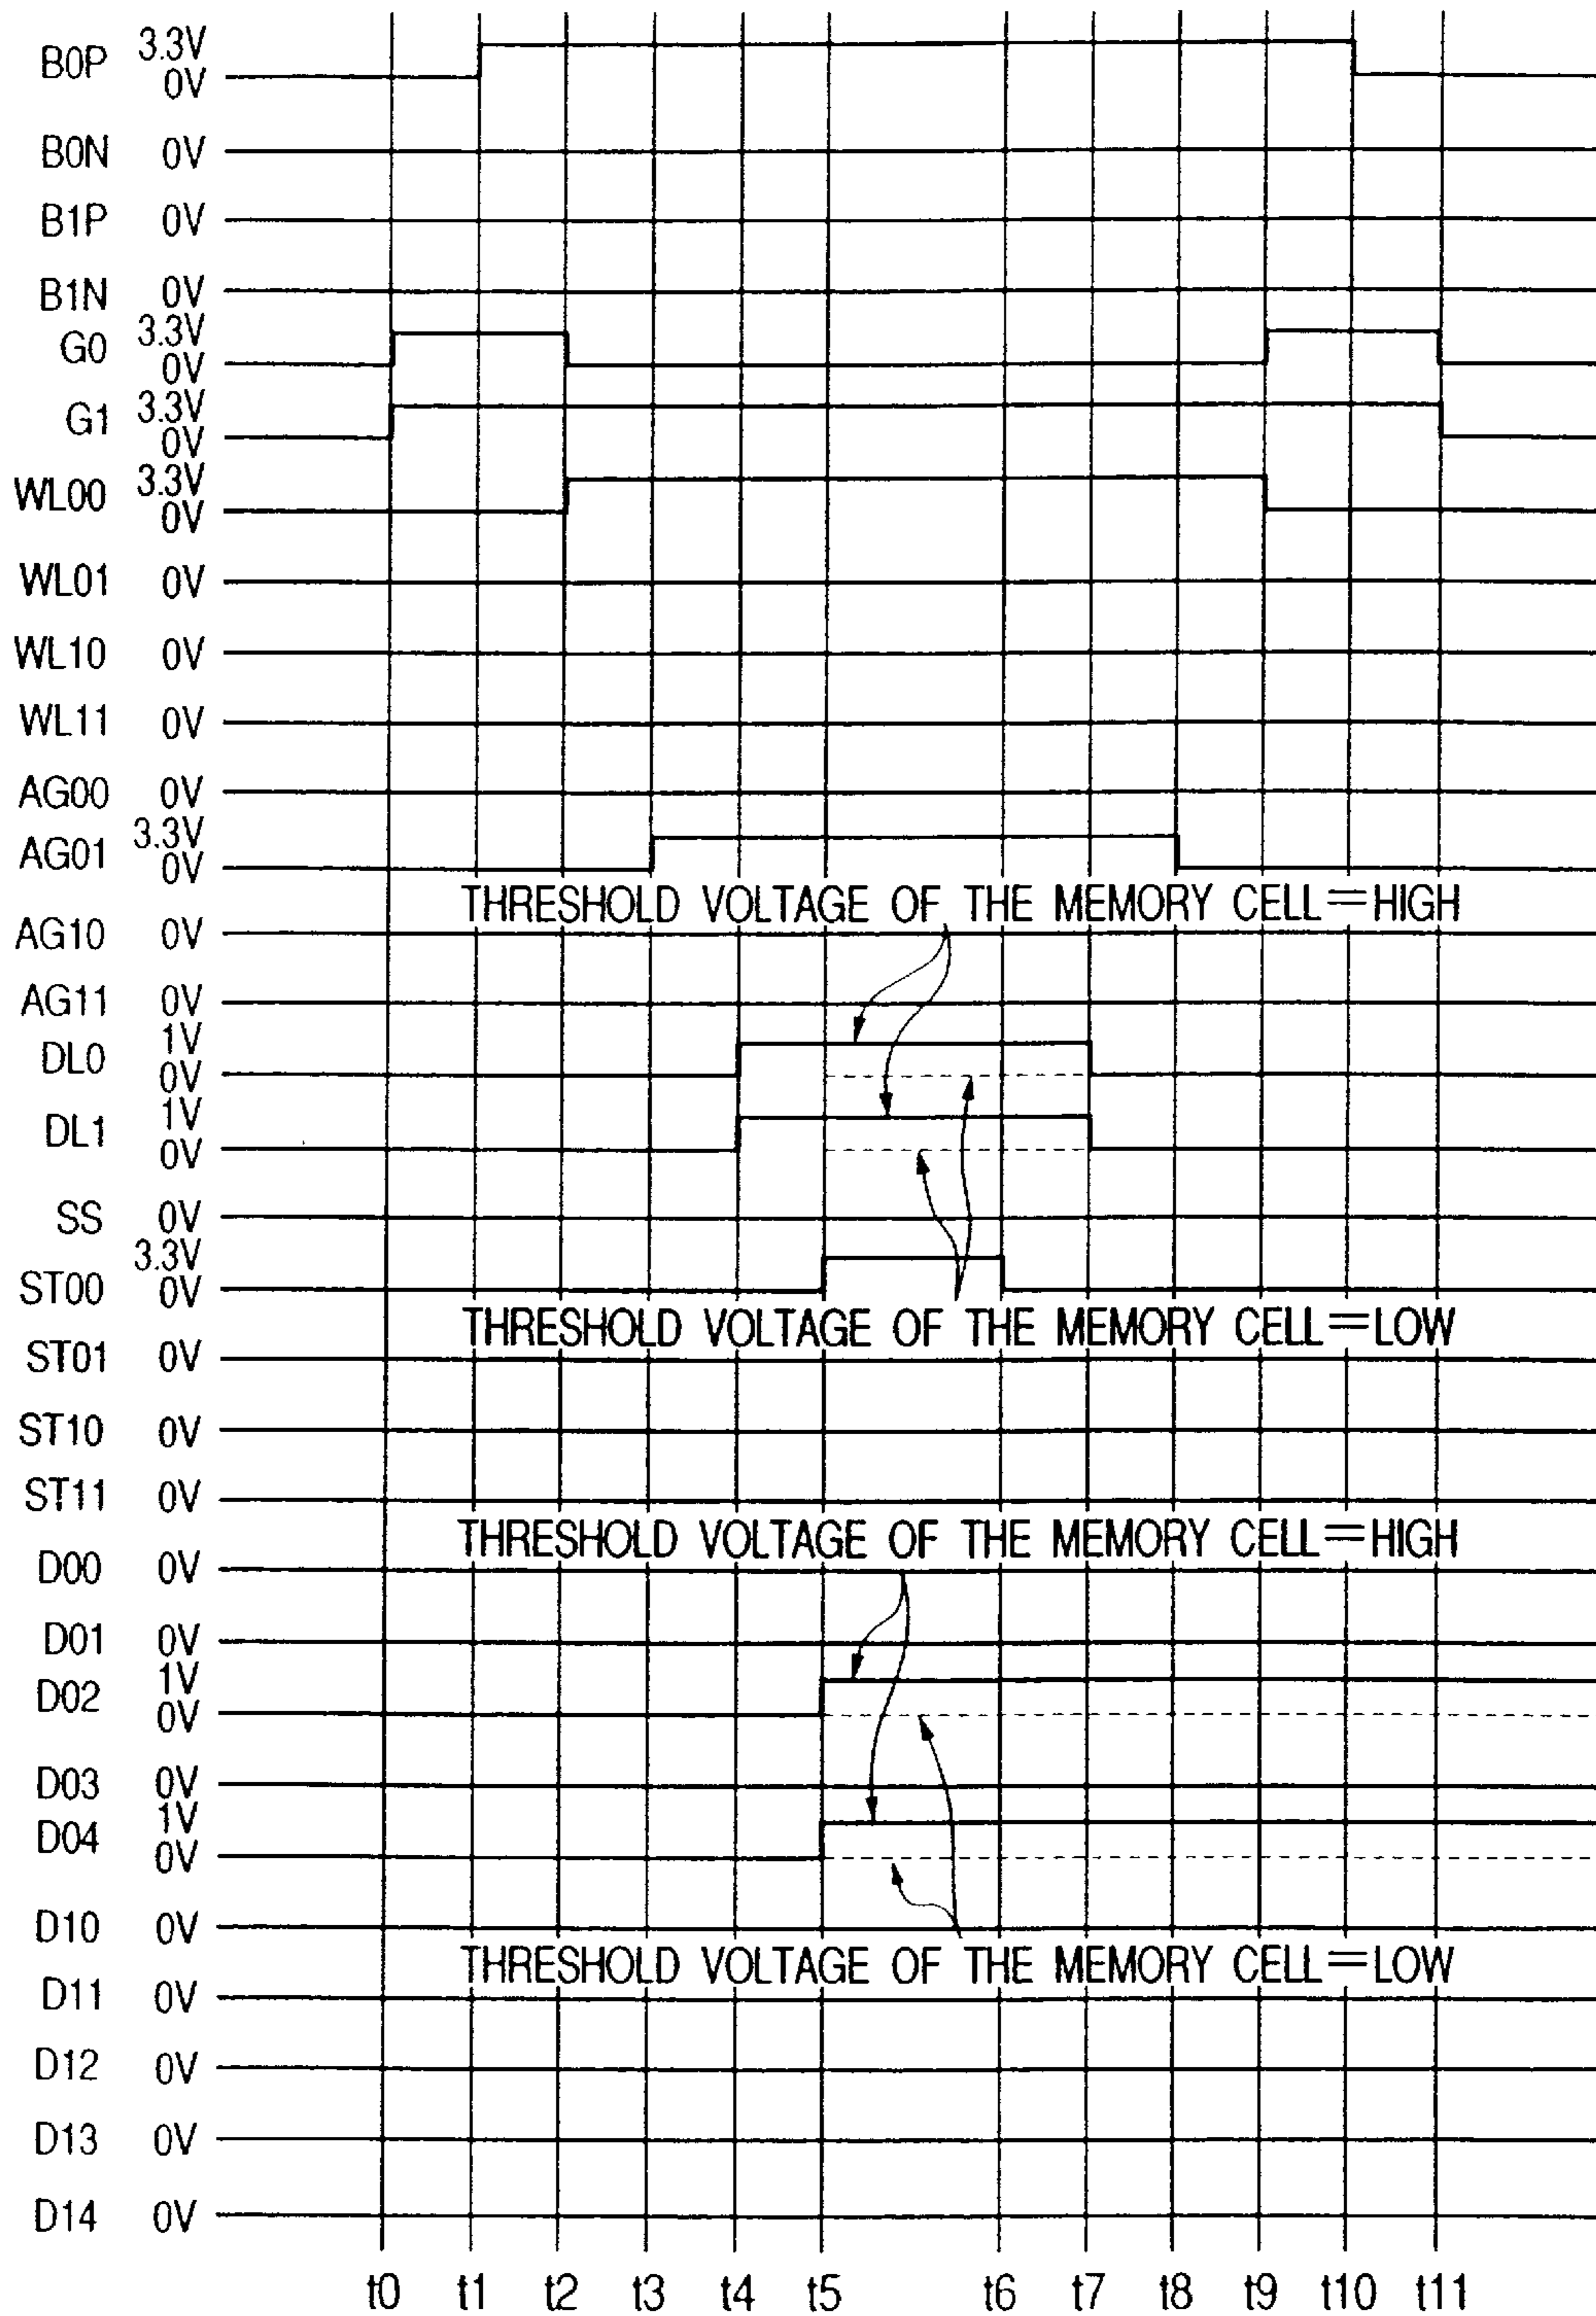 B0P 3.3V
0V
B0N 0V
B1P 0V
B1N 0V
G0 3.3V
0V
G1 3.3V
0V
WL00 3.3V
0V
WL01 0V
WL10 0V
WL11 0V
AG00 0V
AG01 3.3V
0V
THRESHOLD VOLTAGE OF THE MEMORY CELL=HIGH
AG10 0V
AG11 0V
DL0 1V
0V
DL1 1V
0V
SS 0V
ST00 3.3V
0V
THRESHOLD VOLTAGE OF THE MEMORY CELL=LOW
ST01 0V
ST10 0V
ST11 0V
THRESHOLD VOLTAGE OF THE MEMORY CELL=HIGH
D00 0V
D01 0V
D02 1V
0V
D03 0V
D04 1V
0V
D10 0V
THRESHOLD VOLTAGE OF THE MEMORY CELL=LOW
D11 0V
D12 0V
D13 0V
D14 0V
t0 t1 t2 t3 t4 t5 t6 t7 t8 t9 t10 t11